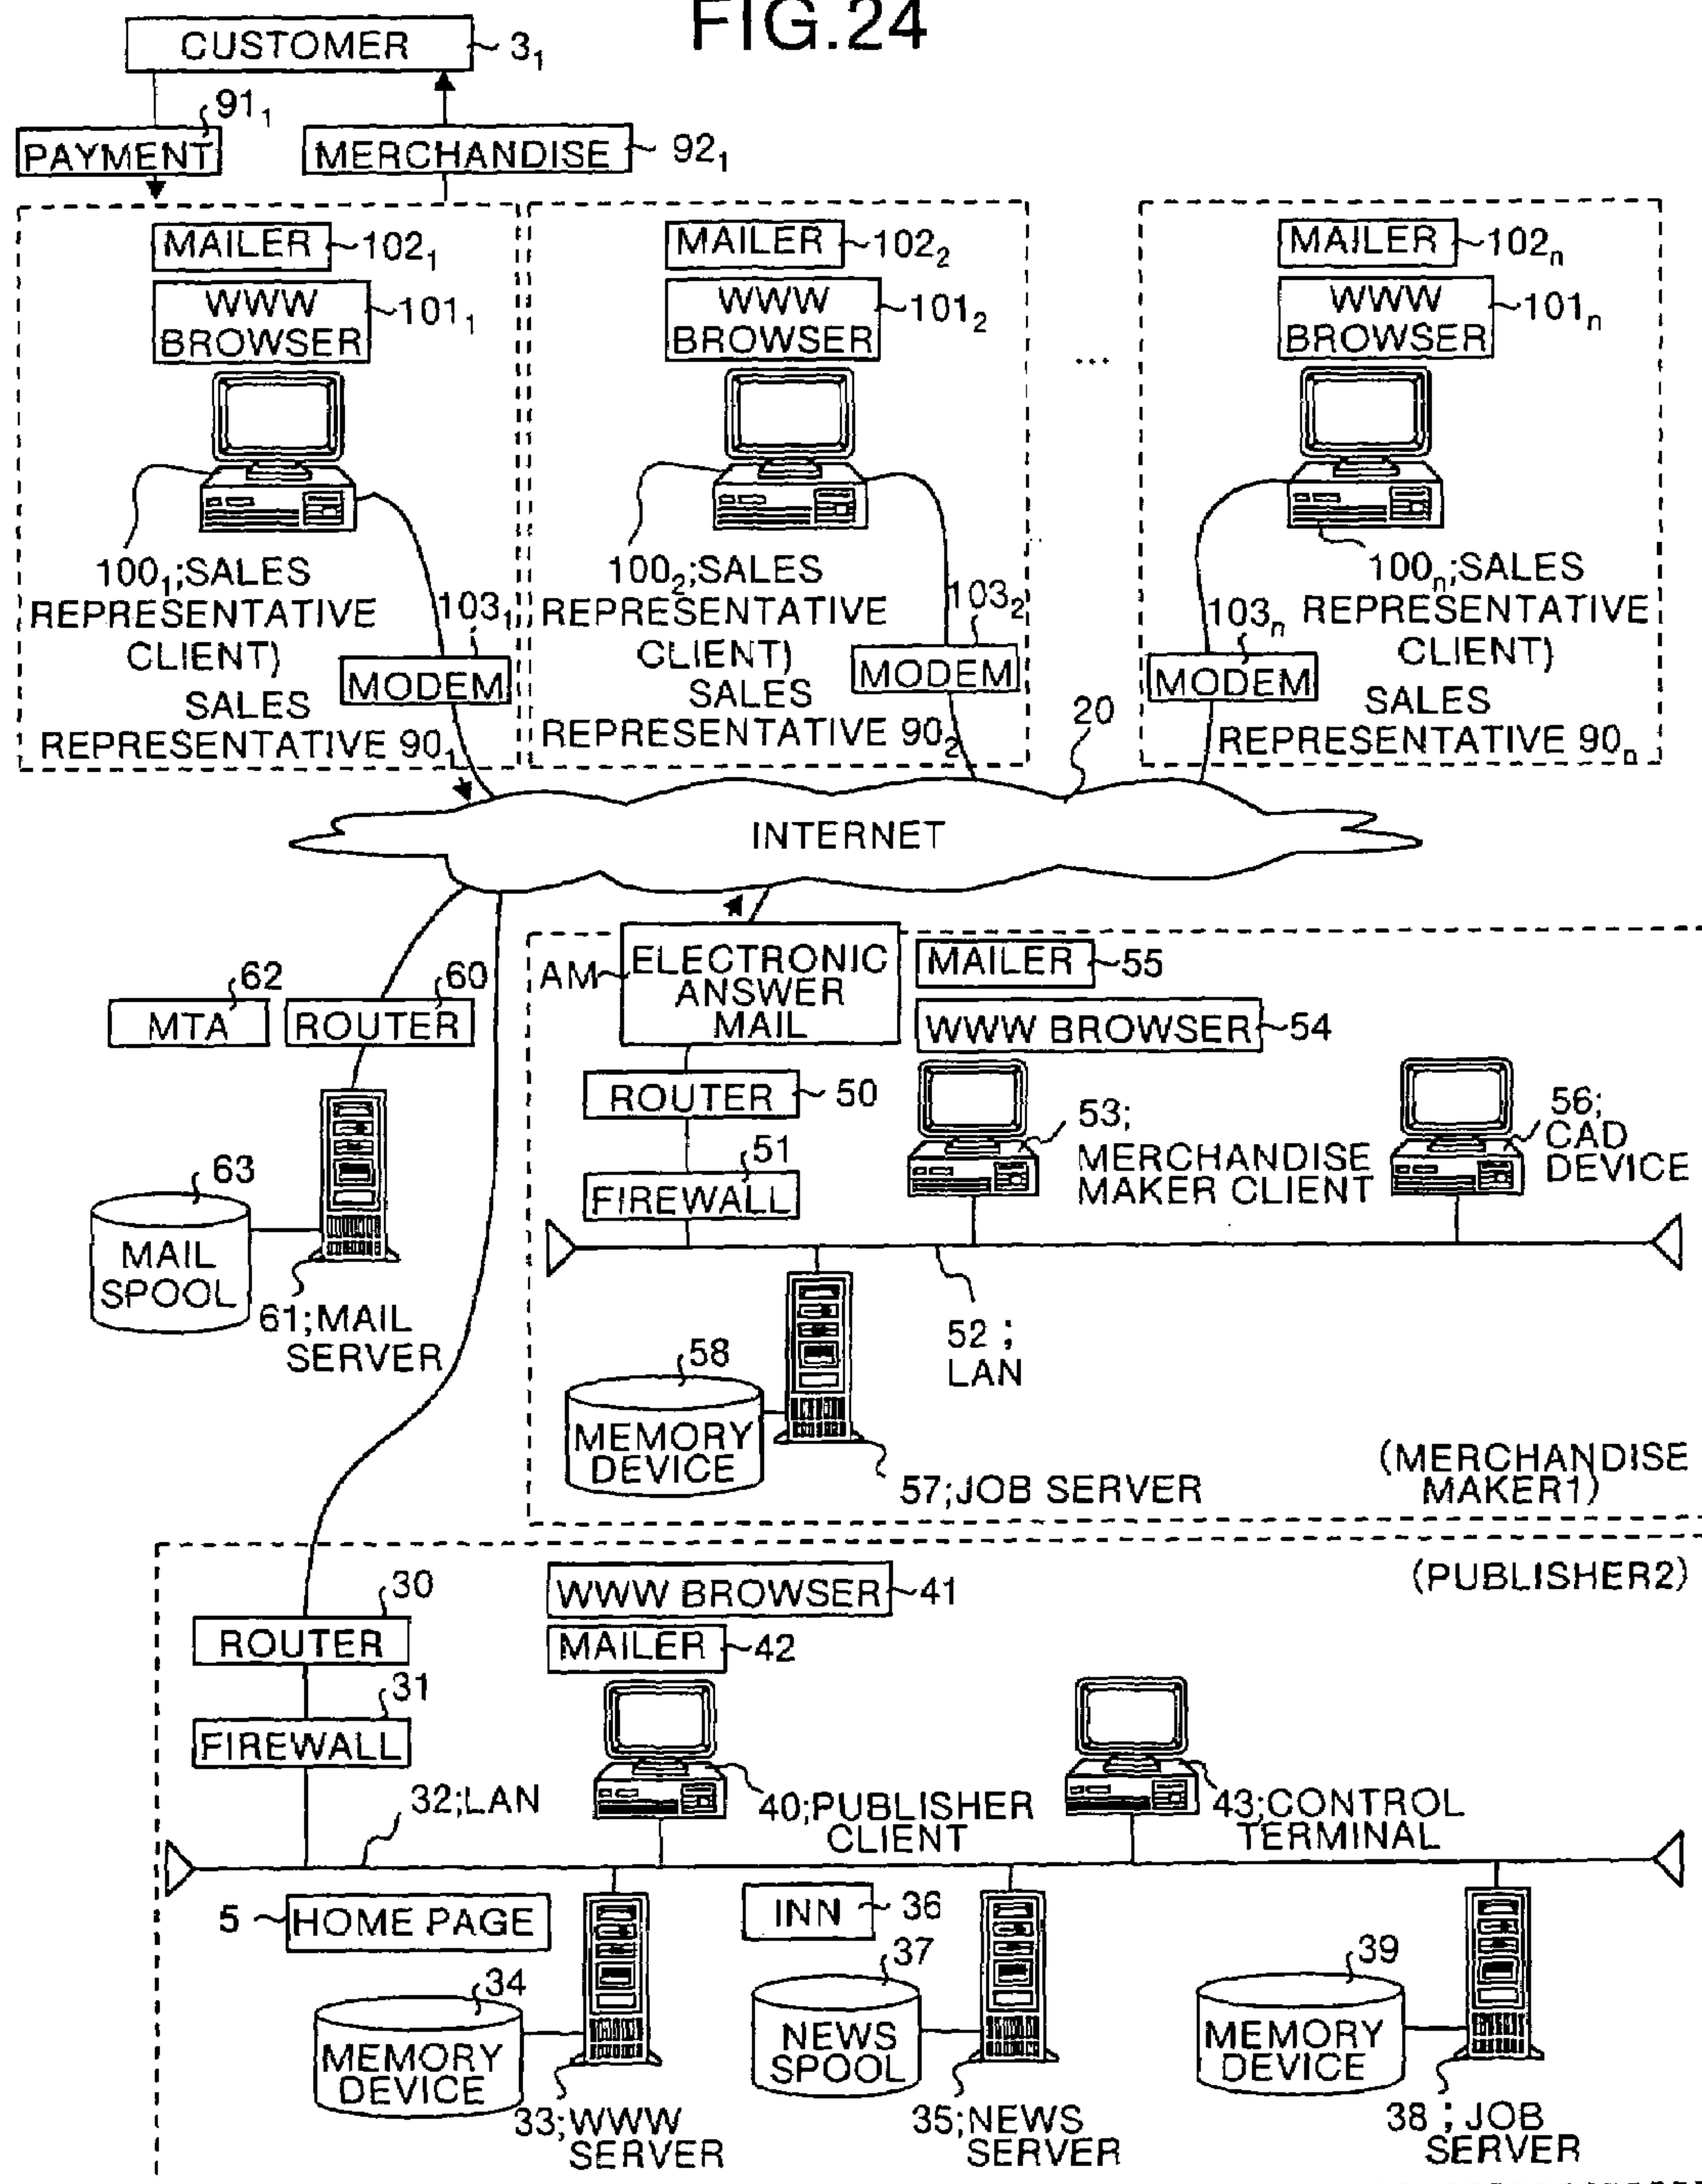 FIG.24
CUSTOMER 3₁
91₁
PAYMENT
MERCHANDISE 92₁
MAILER 102₁
WWW
BROWSER
101₁
100₁;SALES
REPRESENTATIVE
CLIENT)
103₁
MODEM
SALES
REPRESENTATIVE 90₁
MAILER 102₂
WWW
BROWSER
101₂
100₂;SALES
REPRESENTATIVE
CLIENT)
103₂
MODEM
SALES
REPRESENTATIVE 90₂
...
MAILER 102ₙ
WWW
BROWSER
101ₙ
100ₙ;SALES
REPRESENTATIVE
CLIENT)
103ₙ
MODEM
SALES
REPRESENTATIVE 90ₙ
20
INTERNET
62
MTA
60
ROUTER
63
MAIL
SPOOL
61;MAIL
SERVER
AM
ELECTRONIC
ANSWER
MAIL
MAILER 55
WWW BROWSER 54
ROUTER 50
51
FIREWALL
53;
MERCHANDISE
MAKER CLIENT
56;
CAD
DEVICE
52 ;
LAN
58
MEMORY
DEVICE
57;JOB SERVER
(MERCHANDISE
MAKER1)
(PUBLISHER2)
30
ROUTER
31
FIREWALL
WWW BROWSER 41
MAILER 42
32;LAN
40;PUBLISHER
CLIENT
43;CONTROL
TERMINAL
5 HOME PAGE
INN 36
34
MEMORY
DEVICE
33;WWW
SERVER
37
NEWS
SPOOL
35;NEWS
SERVER
39
MEMORY
DEVICE
38 ; JOB
SERVER